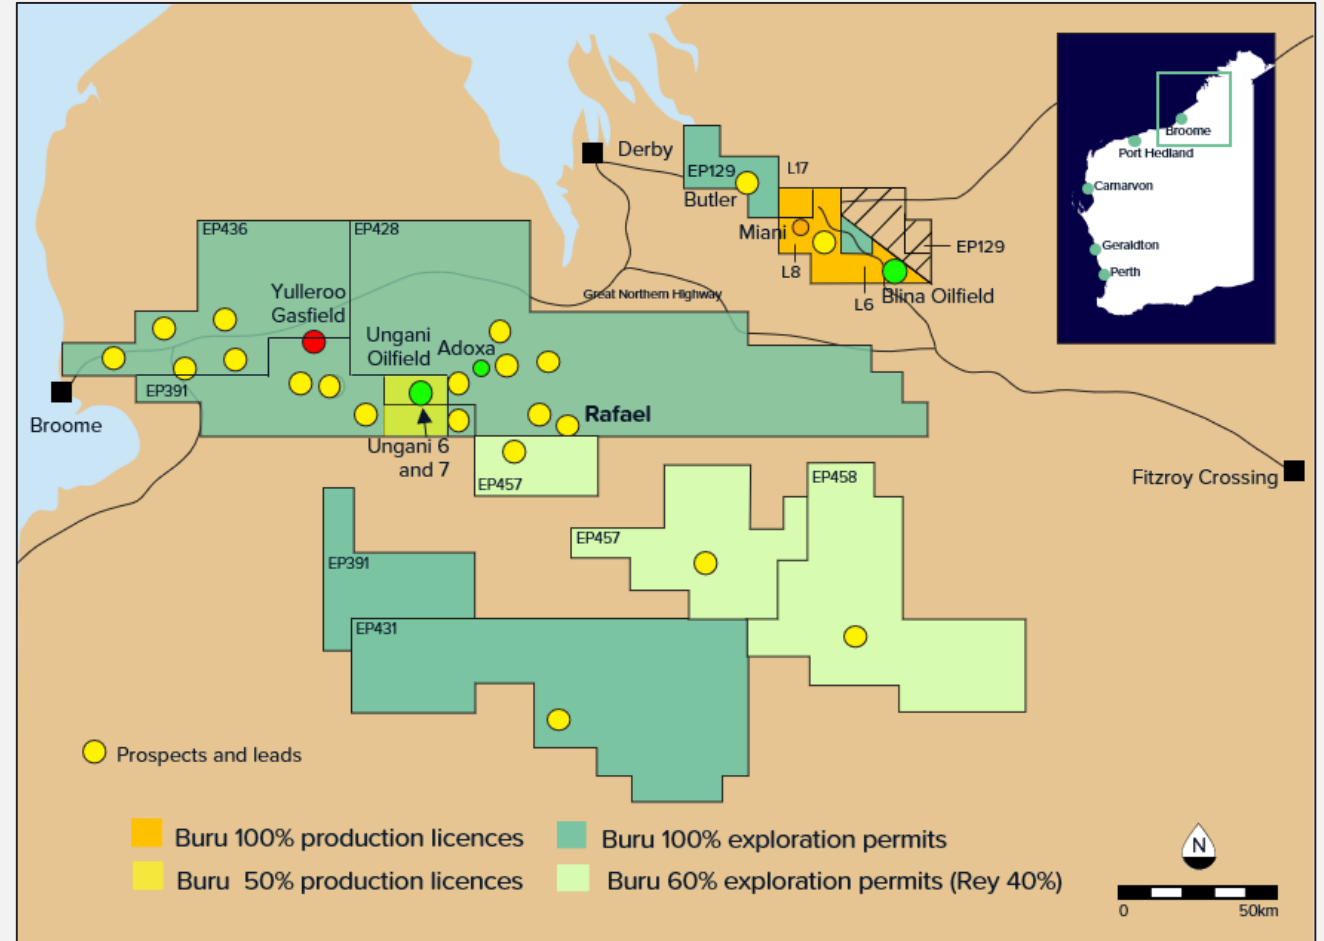 Derby
EP129
L17
Butler
Miani
EP129
L8
L6
Blina Oilfield
Great Northern Highway
EP436
EP428
Yulleroo
Gasfield
Ungani
Oilfield
Adoxa
EP391
Broome
Rafael
Ungani 6
and 7
EP457
Fitzroy Crossing
EP458
EP457
EP391
EP431
Broome
Port Hedland
Carnarvon
Geraldton
Perth
Prospects and leads
Buru 100% production licences
Buru 100% exploration permits
Buru 50% production licences
Buru 60% exploration permits (Rey 40%)
N
0 50km